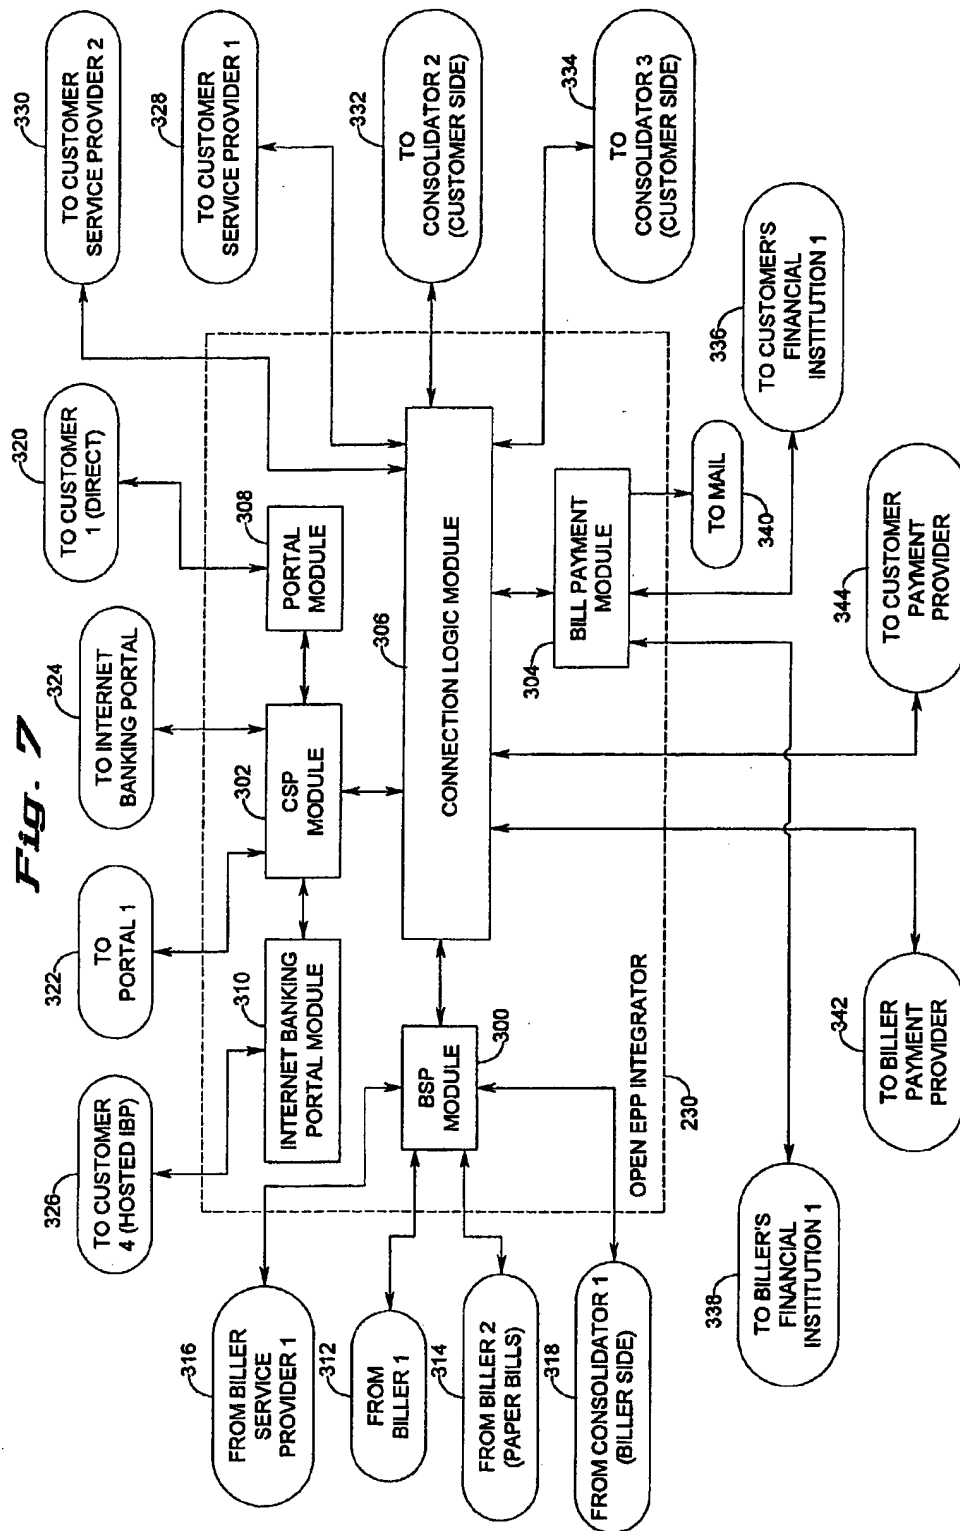 Fig. 7
326
TO CUSTOMER
4 (HOSTED IBP)
322
TO
PORTAL 1
324
TO INTERNET
BANKING PORTAL
320
TO CUSTOMER
1 (DIRECT)
330
TO CUSTOMER
SERVICE PROVIDER 2
328
TO CUSTOMER
SERVICE PROVIDER 1
316
FROM BILLER
SERVICE
PROVIDER 1
310
INTERNET BANKING
PORTAL MODULE
302
CSP
MODULE
308
PORTAL
MODULE
312
FROM
BILLER 1
BSP
MODULE
300
306
CONNECTION LOGIC MODULE
332
TO
CONSOLIDATOR 2
(CUSTOMER SIDE)
314
FROM BILLER 2
(PAPER BILLS)
318
FROM CONSOLIDATOR 1
(BILLER SIDE)
304
BILL PAYMENT
MODULE
334
TO
CONSOLIDATOR 3
(CUSTOMER SIDE)
OPEN EPP INTEGRATOR
230
TO MAIL
340
338
TO BILLER'S
FINANCIAL
INSTITUTION 1
336
TO CUSTOMER'S
FINANCIAL
INSTITUTION 1
342
TO BILLER
PAYMENT
PROVIDER
344
TO CUSTOMER
PAYMENT
PROVIDER